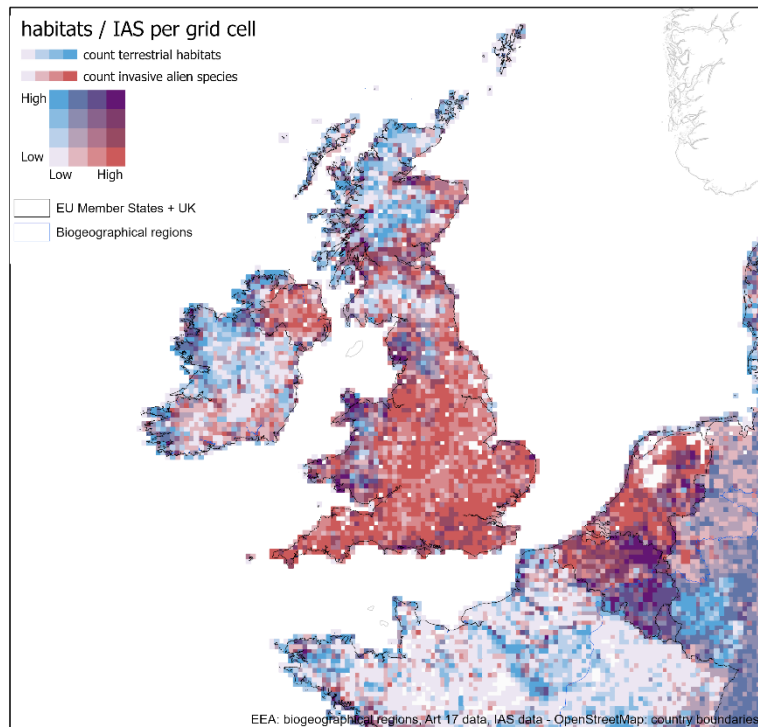 habitats / IAS per grid cell
count terrestrial habitats
count invasive alien species
High
Low
Low High
EU Member States + UK
Biogeographical regions
EEA: biogeographical regions, Art 17 data, IAS data - OpenStreetMap: country boundaries